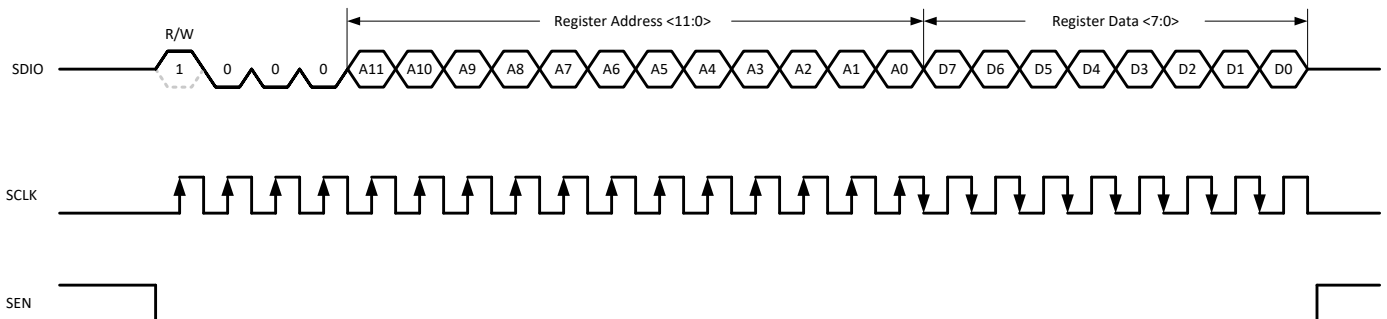 Register Address <11:0> Register Data <7:0>
R/W
SDIO 1 0 0 0 A11 A10 A9 A8 A7 A6 A5 A4 A3 A2 A1 A0 D7 D6 D5 D4 D3 D2 D1 D0
SCLK
SEN